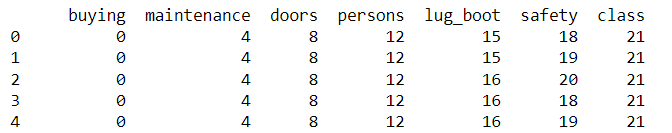 buying maintenance doors persons lug_boot safety class
0 0 4 8 12 15 18 21
1 0 4 8 12 15 19 21
2 0 4 8 12 16 20 21
3 0 4 8 12 16 18 21
4 0 4 8 12 16 19 21